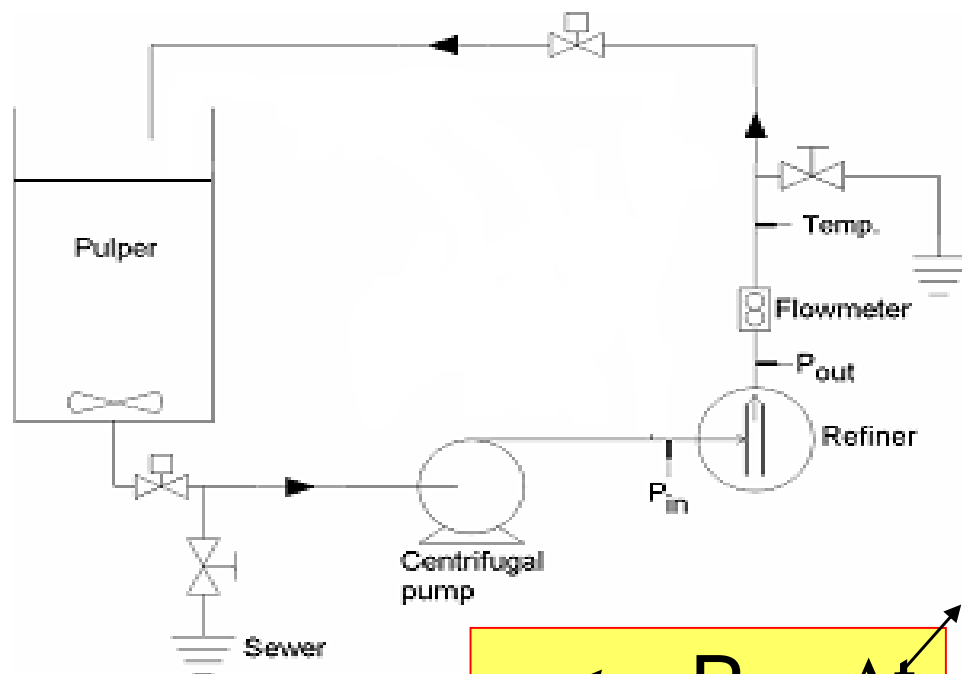 Pulper
Temp.
Flowmeter
Pout
Refiner
Pin
Centrifugal
pump
Sewer